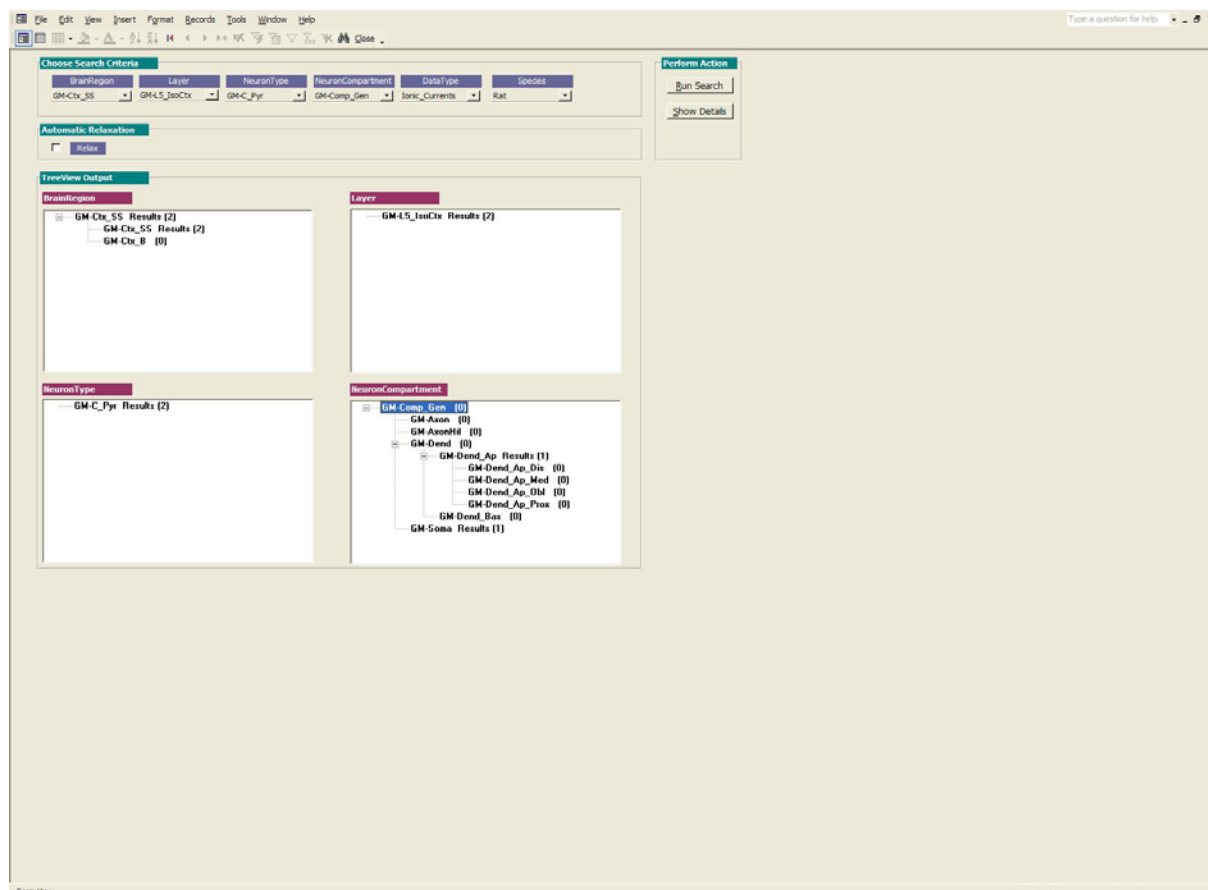 File Edit View Insert Format Records Tools Window Help Type a question for help
Close
Choose Search Criteria
BrainRegion Layer NeuronType NeuronCompartment DataType Species
GM-Ctx_SS GM-L5_IsoCtx GM-C_Pyr GM-Comp_Gen Ionic_Currents Rat
Perform Action
Run Search
Show Details
Automatic Relaxation
Relax
TreeView Output
BrainRegion
GM-Ctx_SS Results (2)
GM-Ctx_SS Results (2)
GM-Ctx_B (0)
Layer
GM-L5_IsoCtx Results (2)
NeuronType
GM-C_Pyr Results (2)
NeuronCompartment
GM-Comp_Gen (0)
GM-Axon (0)
GM-AxonHil (0)
GM-Dend (0)
GM-Dend_Ap Results (1)
GM-Dend_Ap_Dis (0)
GM-Dend_Ap_Med (0)
GM-Dend_Ap_Obl (0)
GM-Dend_Ap_Prox (0)
GM-Dend_Bas (0)
GM-Soma Results (1)